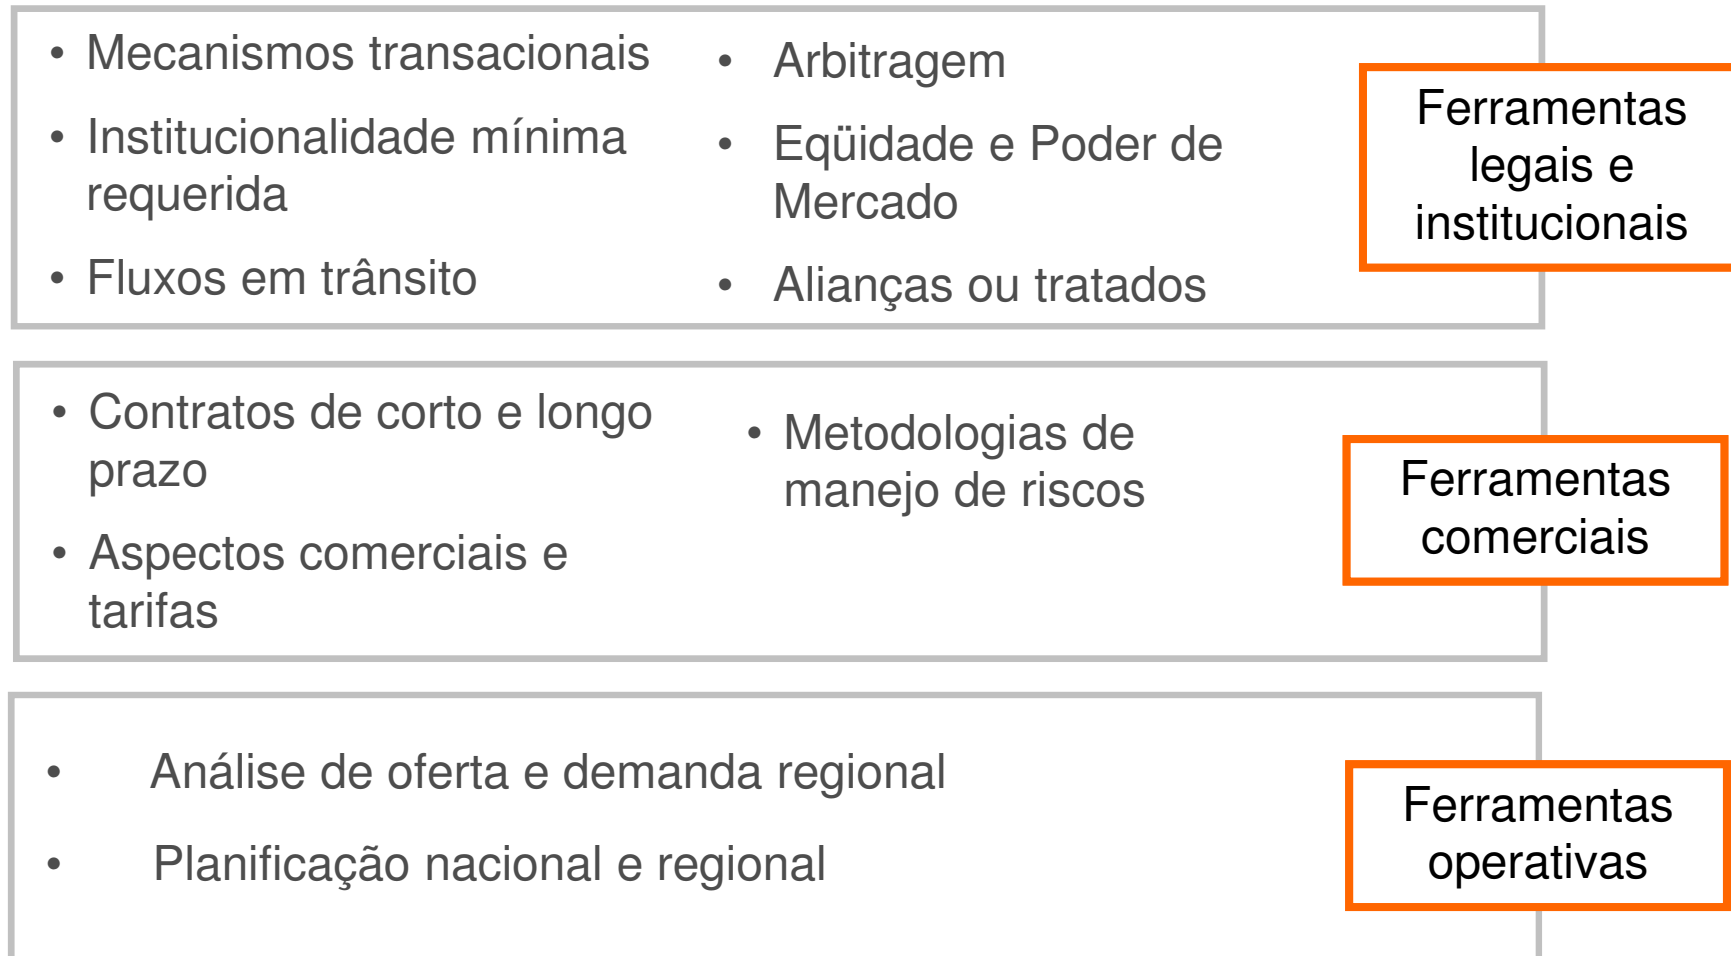 • Mecanismos transacionais
• Institucionalidade mínima
requerida
• Fluxos em trânsito
• Arbitragem
• Eqüidade e Poder de
Mercado
• Alianças ou tratados
Ferramentas
legais e
institucionais
• Contratos de corto e longo
prazo
• Aspectos comerciais e
tarifas
• Metodologias de
manejo de riscos
Ferramentas
comerciais
• Análise de oferta e demanda regional
• Planificação nacional e regional
Ferramentas
operativas